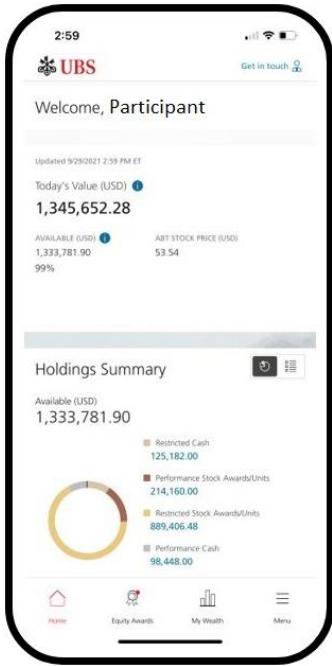 2:59
UBS
Get in touch
Welcome, Participant
Updated 9/29/2021 2:59 PM ET
Today's Value (USD)
1,345,652.28
AVAILABLE (USD) ABT STOCK PRICE (USD)
1,333,781.90 53.54
99%
Holdings Summary
Available (USD)
1,333,781.90
Restricted Cash
125,182.00
Performance Stock Awards/Units
214,160.00
Restricted Stock Awards/Units
889,406.48
Performance Cash
98,448.00
Home Equity Awards My Wealth Menu